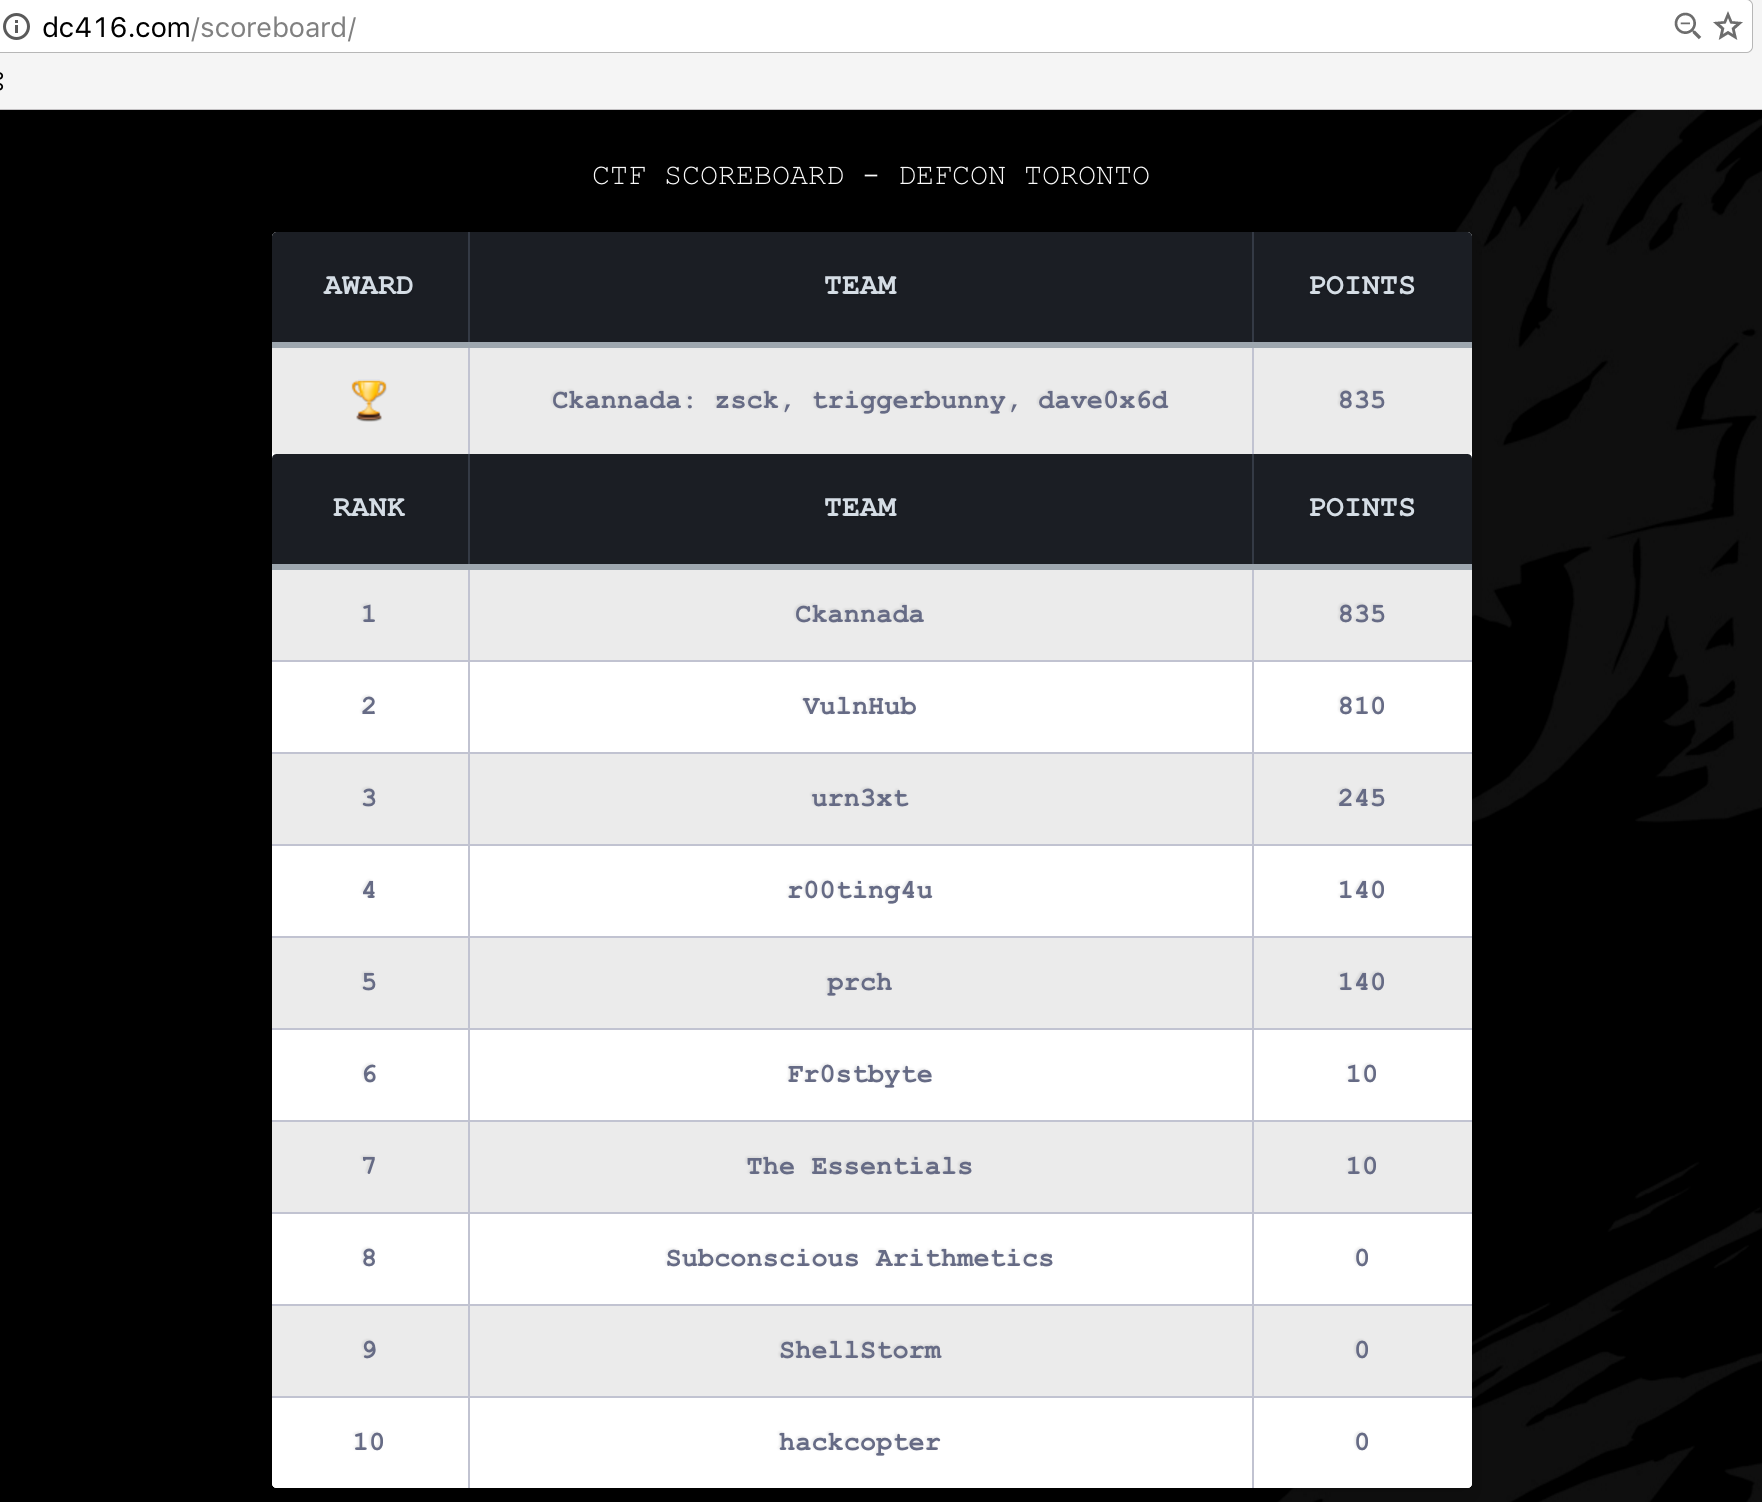 dc416.com/scoreboard/
CTF SCOREBOARD - DEFCON TORONTO
AWARD TEAM POINTS
Ckannada: zsck, triggerbunny, dave0x6d 835
RANK TEAM POINTS
1 Ckannada 835
2 VulnHub 810
3 urn3xt 245
4 r00ting4u 140
5 prch 140
6 Fr0stbyte 10
7 The Essentials 10
8 Subconscious Arithmetics 0
9 ShellStorm 0
10 hackcopter 0